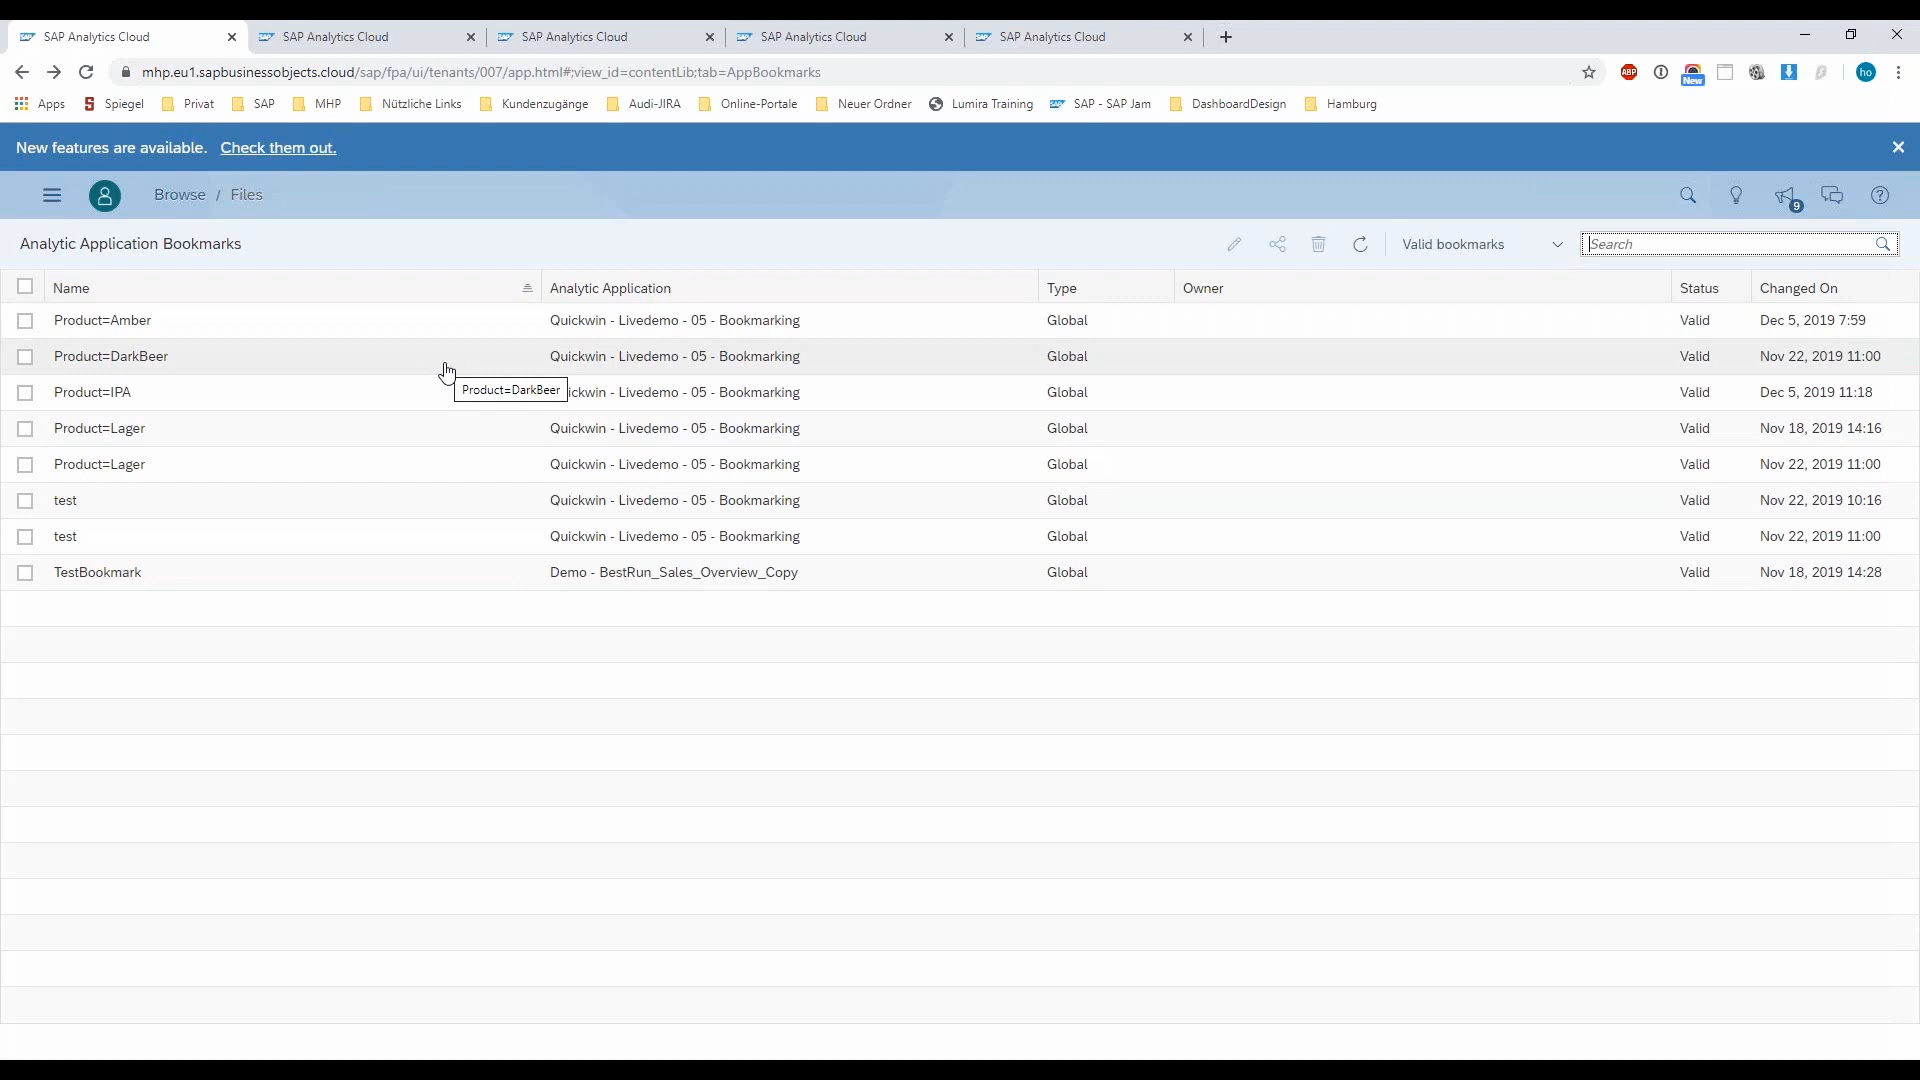 SAP Analytics Cloud SAP Analytics Cloud SAP Analytics Cloud SAP Analytics Cloud SAP Analytics Cloud
mhp.eu1.sapbusinessobjects.cloud/sap/fpa/ui/tenants/007/app.html#;view_id=contentLib;tab=AppBookmarks ABP New ho
Apps Spiegel Privat SAP MHP Nützliche Links Kundenzugänge Audi-JIRA Online-Portale Neuer Ordner Lumira Training SAP - SAP Jam DashboardDesign Hamburg
New features are available. Check them out.
Browse / Files 9
Analytic Application Bookmarks Valid bookmarks Search
Name Analytic Application Type Owner Status Changed On
Product=Amber Quickwin - Livedemo - 05 - Bookmarking Global Valid Dec 5, 2019 7:59
Product=DarkBeer Quickwin - Livedemo - 05 - Bookmarking Global Valid Nov 22, 2019 11:00
Product=DarkBeer
Product=IPA ickwin - Livedemo - 05 - Bookmarking Global Valid Dec 5, 2019 11:18
Product=Lager Quickwin - Livedemo - 05 - Bookmarking Global Valid Nov 18, 2019 14:16
Product=Lager Quickwin - Livedemo - 05 - Bookmarking Global Valid Nov 22, 2019 11:00
test Quickwin - Livedemo - 05 - Bookmarking Global Valid Nov 22, 2019 10:16
test Quickwin - Livedemo - 05 - Bookmarking Global Valid Nov 22, 2019 11:00
TestBookmark Demo - BestRun_Sales_Overview_Copy Global Valid Nov 18, 2019 14:28